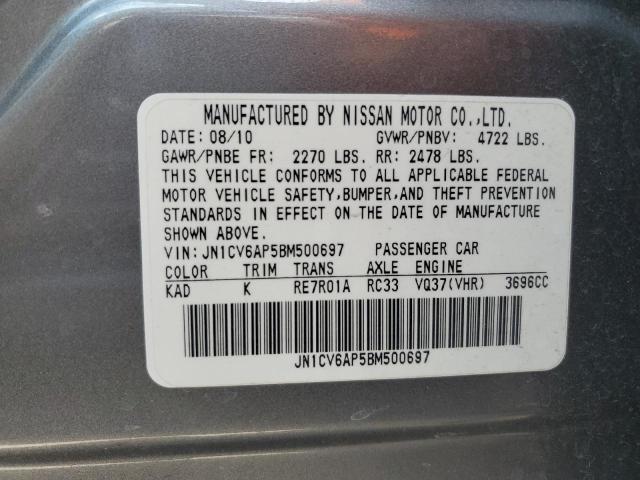 MANUFACTURED BY NISSAN MOTOR CO.,LTD.
DATE: 08/10 GVWR/PNBV: 4722 LBS.
GAWR/PNBE FR: 2270 LBS. RR: 2478 LBS.
THIS VEHICLE CONFORMS TO ALL APPLICABLE FEDERAL
MOTOR VEHICLE SAFETY,BUMPER,AND THEFT PREVENTION
STANDARDS IN EFFECT ON THE DATE OF MANUFACTURE
SHOWN ABOVE.
VIN: JN1CV6AP5BM500697 PASSENGER CAR
COLOR TRIM TRANS AXLE ENGINE
KAD K RE7R01A RC33 VQ37(VHR) 3696CC
JN1CV6AP5BM500697